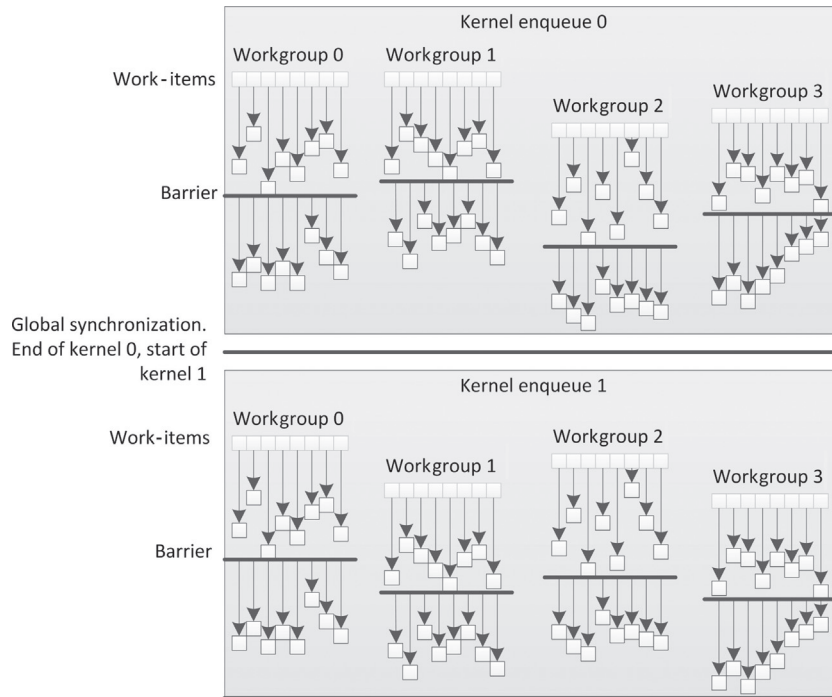 Kernel enqueue 0
Workgroup 0
Workgroup 1
Work-items
Workgroup 2
Workgroup 3
Barrier
Global synchronization.
End of kernel 0, start of
kernel 1
Kernel enqueue 1
Workgroup 0
Work-items
Workgroup 2
Workgroup 1
Workgroup 3
Barrier